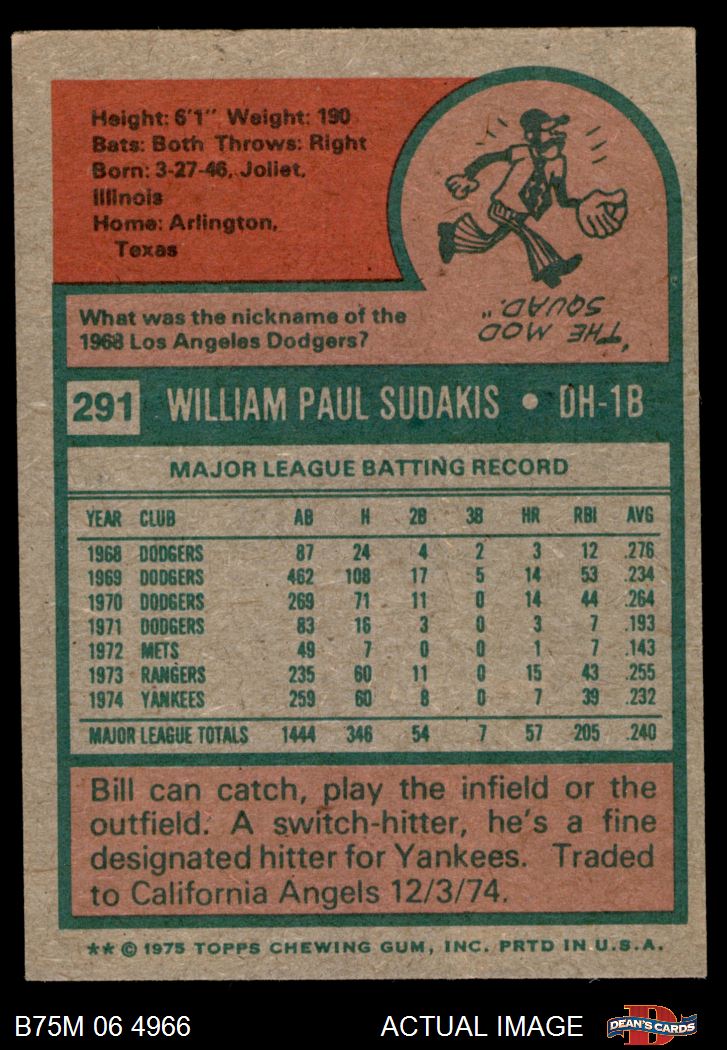 Height: 6'1" Weight: 190
Bats: Both Throws: Right
Born: 3-27-46, Joliet,
Illinois
Home: Arlington,
Texas
What was the nickname of the
1968 Los Angeles Dodgers?
"THE MOD
SQUAD."
291 WILLIAM PAUL SUDAKIS • DH-1B
MAJOR LEAGUE BATTING RECORD
YEAR CLUB AB H 2B 3B HR RBI AVG
1968 DODGERS 87 24 4 2 3 12 .276
1969 DODGERS 462 108 17 5 14 53 .234
1970 DODGERS 269 71 11 0 14 44 .264
1971 DODGERS 83 16 3 0 3 7 .193
1972 METS 49 7 0 0 1 7 .143
1973 RANGERS 235 60 11 0 15 43 .255
1974 YANKEES 259 60 8 0 7 39 .232
MAJOR LEAGUE TOTALS 1444 346 54 7 57 205 .240
Bill can catch, play the infield or the
outfield. A switch-hitter, he's a fine
designated hitter for Yankees. Traded
to California Angels 12/3/74.
** © 1975 TOPPS CHEWING GUM, INC. PRTD IN U.S.A.
B75M 06 4966 ACTUAL IMAGE D DEAN'S CARDS